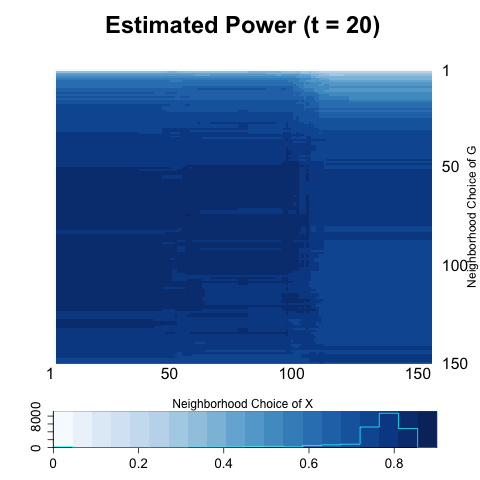 Estimated Power (t = 20)
1
50
100
150
Neighborhood Choice of G
1 50 100 150
Neighborhood Choice of X
0 8000
0 0.2 0.4 0.6 0.8